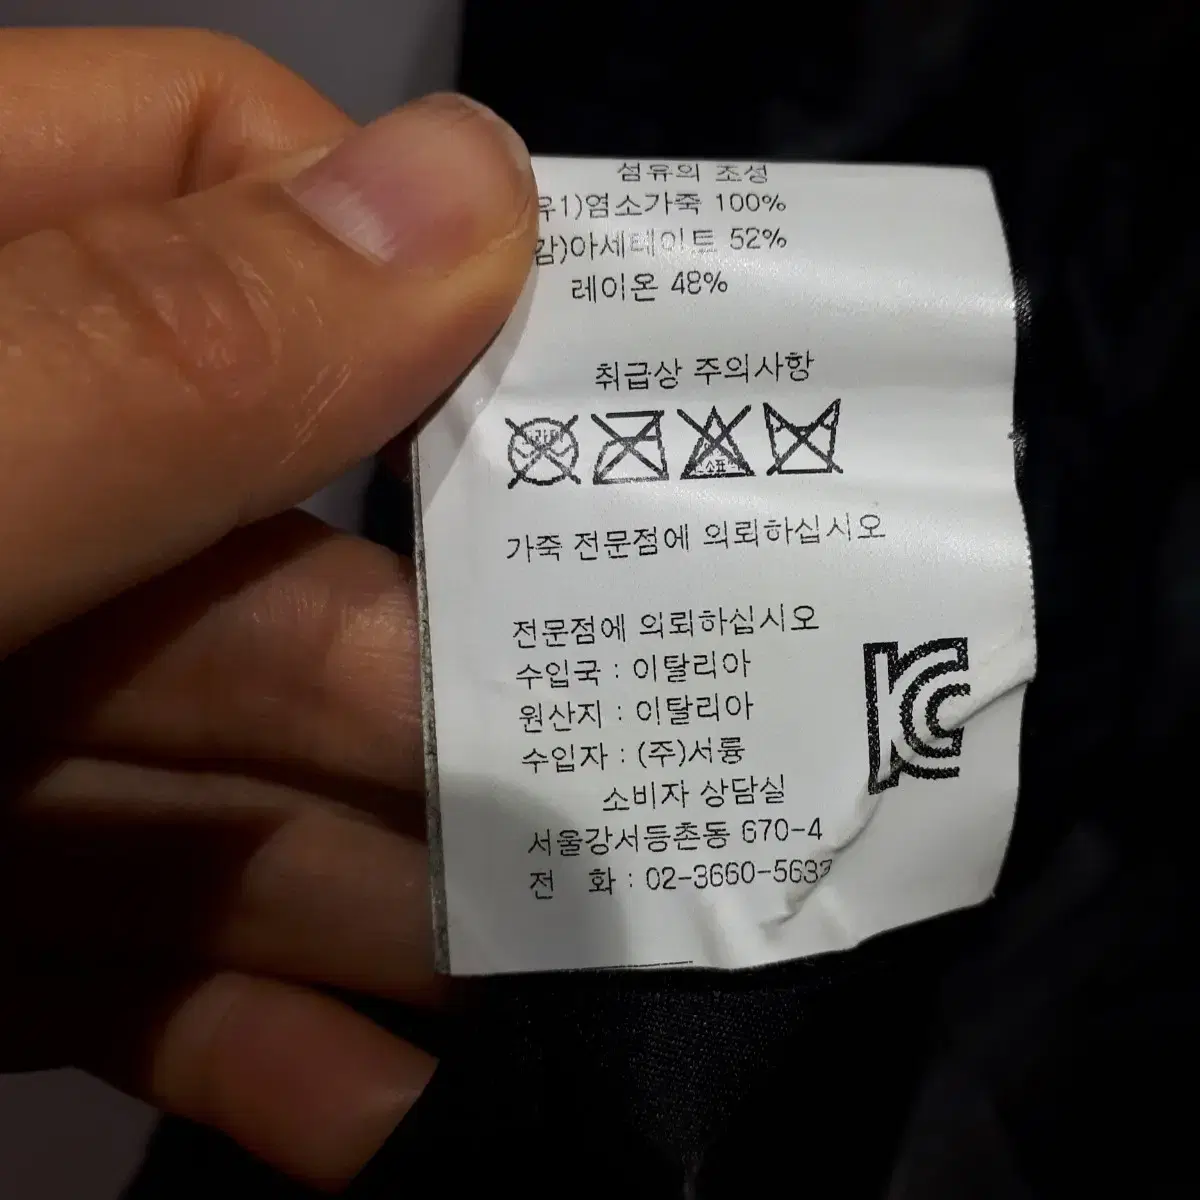 섬유의 조성
유1)염소가죽 100%
감)아세테이트 52%
레이온 48%
취급상 주의사항
가죽 전문점에 의뢰하십시오
전문점에 의뢰하십시오
수입국 : 이탈리아
원산지 : 이탈리아
수입자 : (주)서륭
소비자 상담실
서울강서등촌동 670-4
전 화 : 02-3660-5633